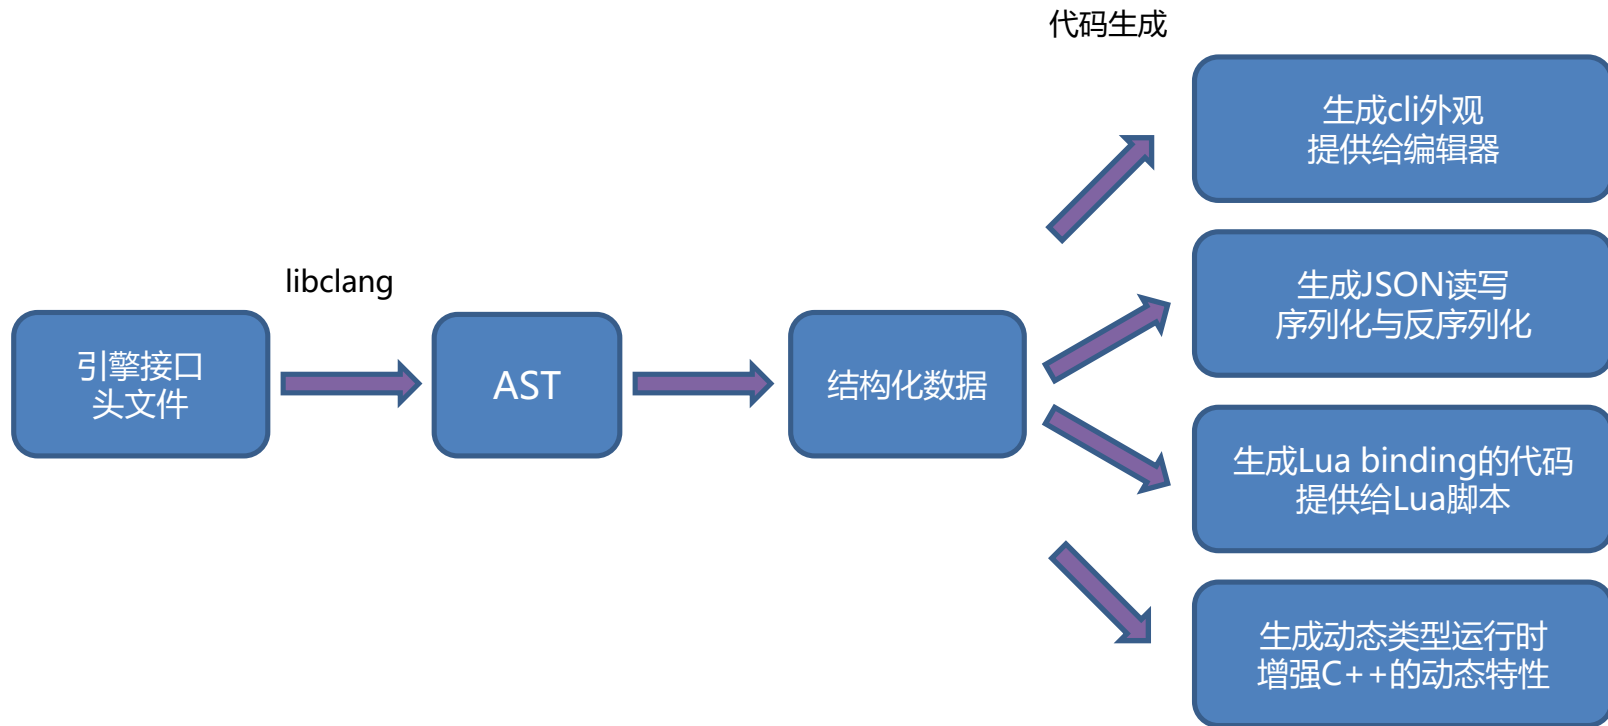 代码生成
生成cli外观
提供给编辑器
生成JSON读写
序列化与反序列化
libclang
引擎接口
头文件
AST
结构化数据
生成Lua binding的代码
提供给Lua脚本
生成动态类型运行时
增强C++的动态特性